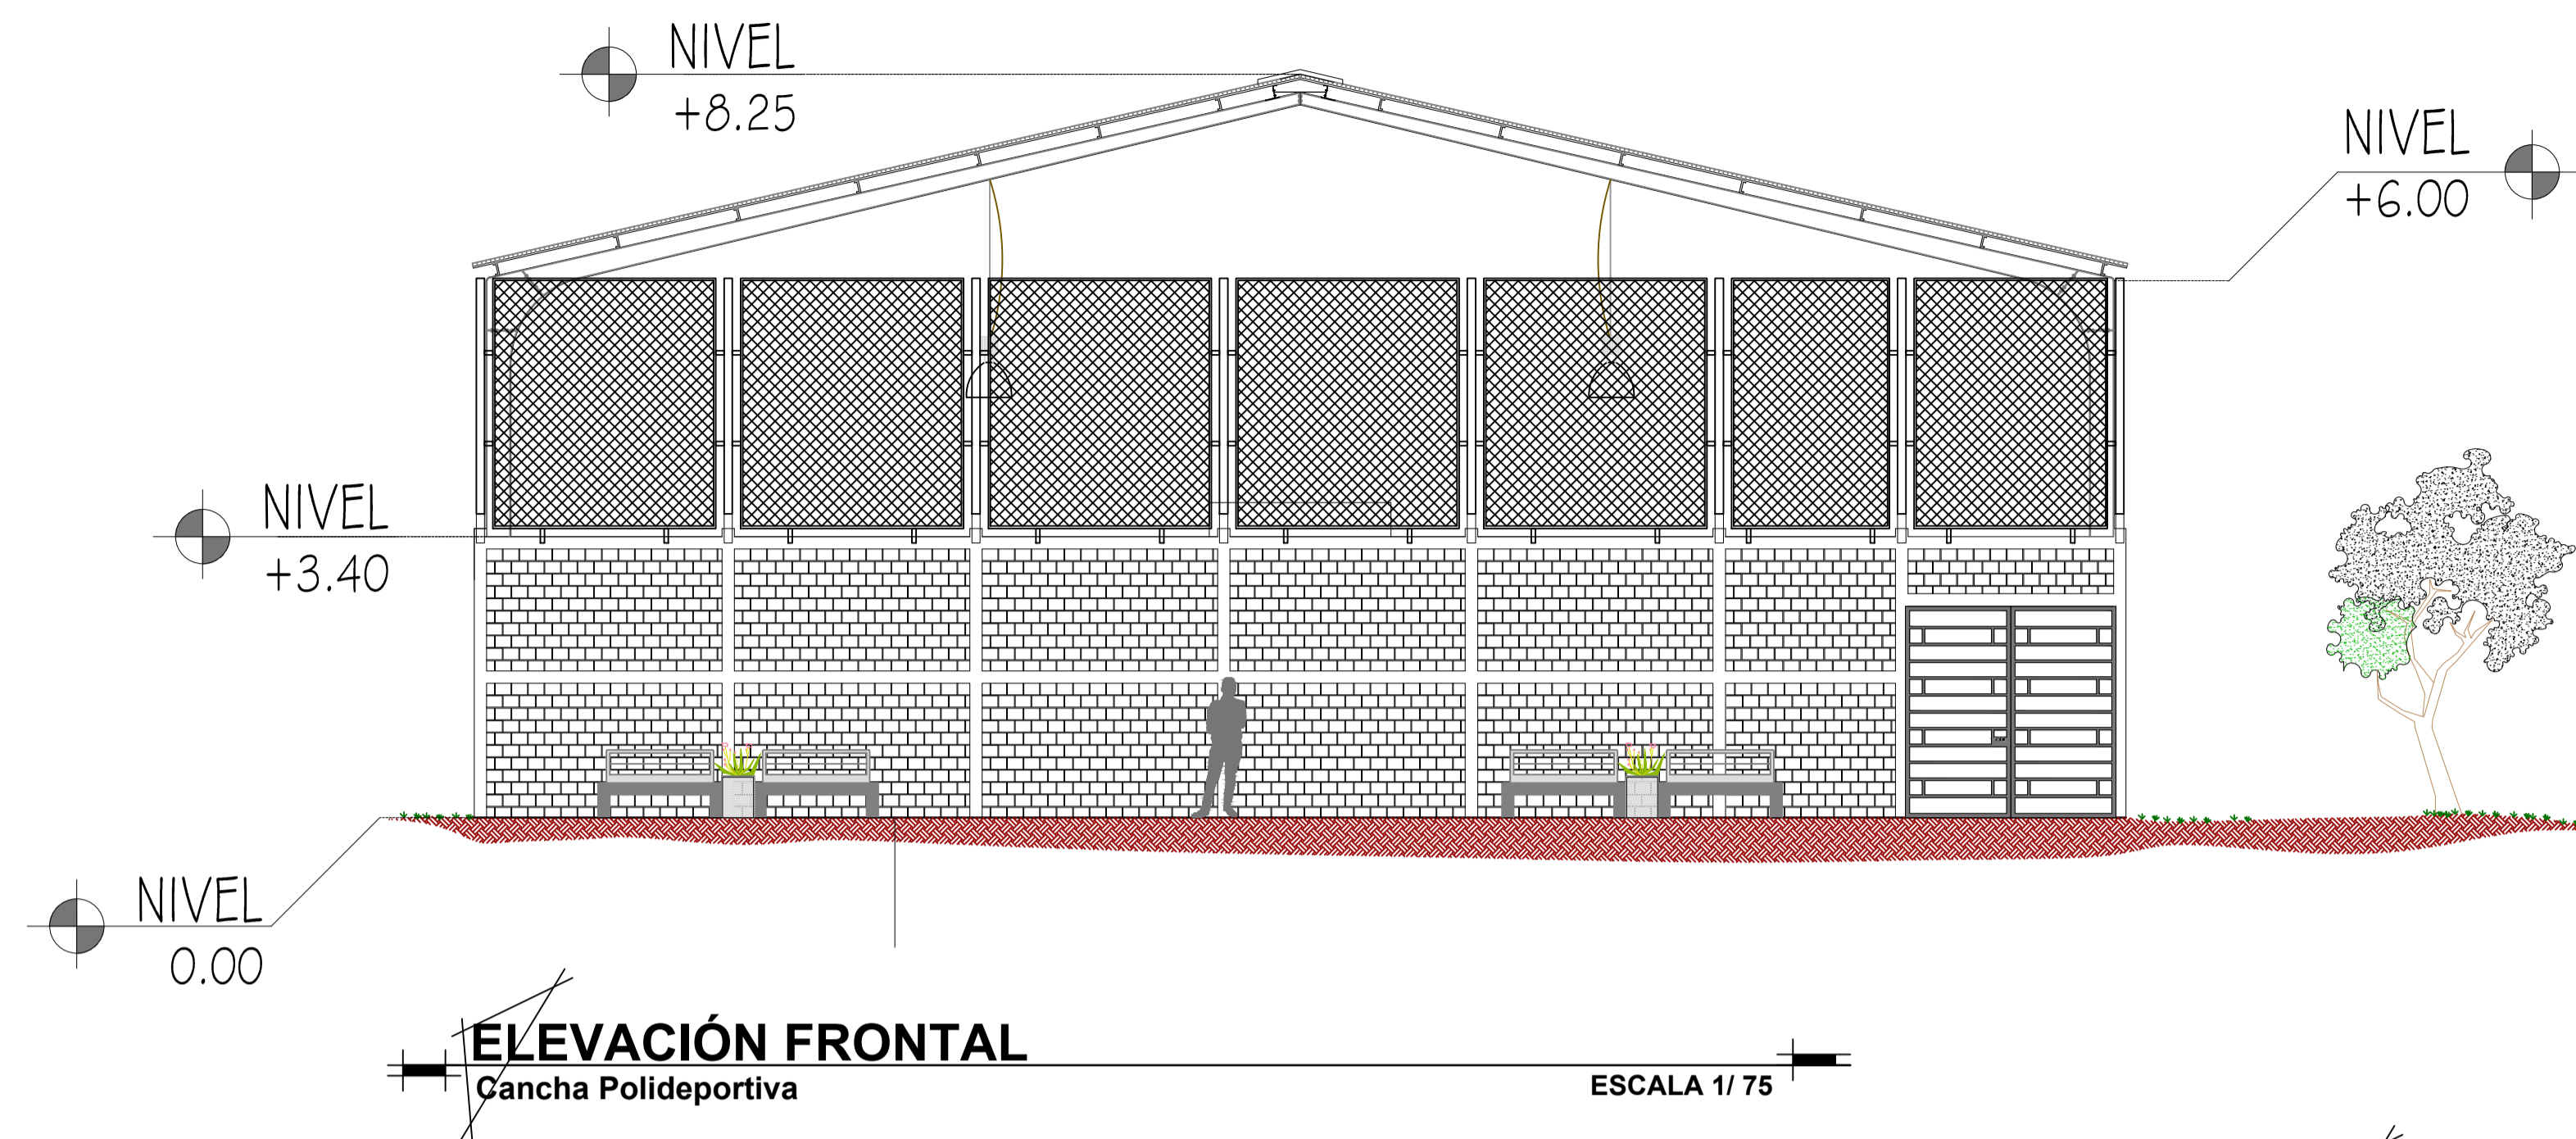 NIVEL
+8.25
NIVEL
+6.00
NIVEL
+3.40
NIVEL
0.00
ELEVACIÓN FRONTAL
Cancha Polideportiva
ESCALA 1/ 75